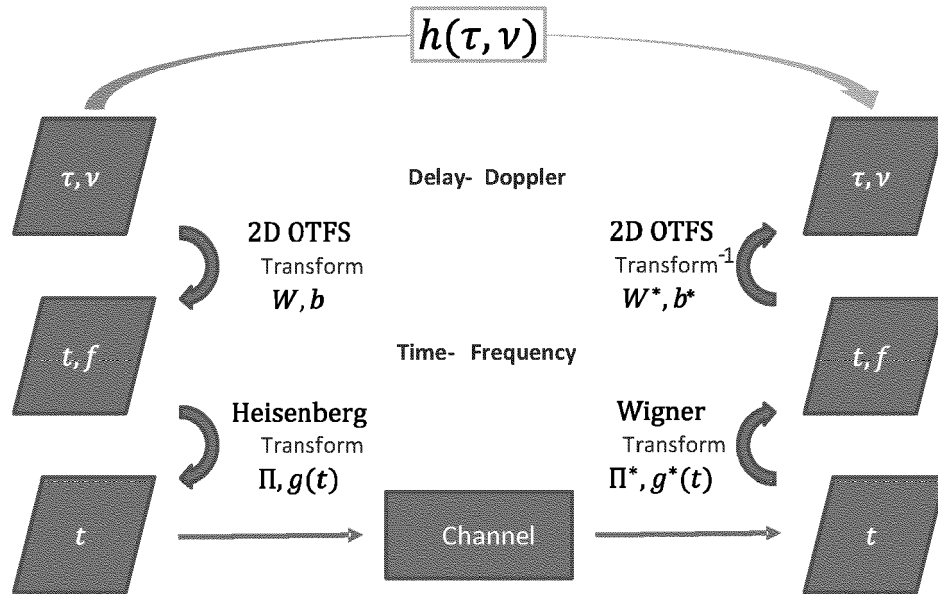 h(τ, ν)
τ, ν
Delay- Doppler
τ, ν
2D OTFS
Transform
W, b
2D OTFS
Transform⁻¹
W*, b*
t, f
Time- Frequency
t, f
Heisenberg
Transform
Π, g(t)
Wigner
Transform
Π*, g*(t)
t
Channel
t